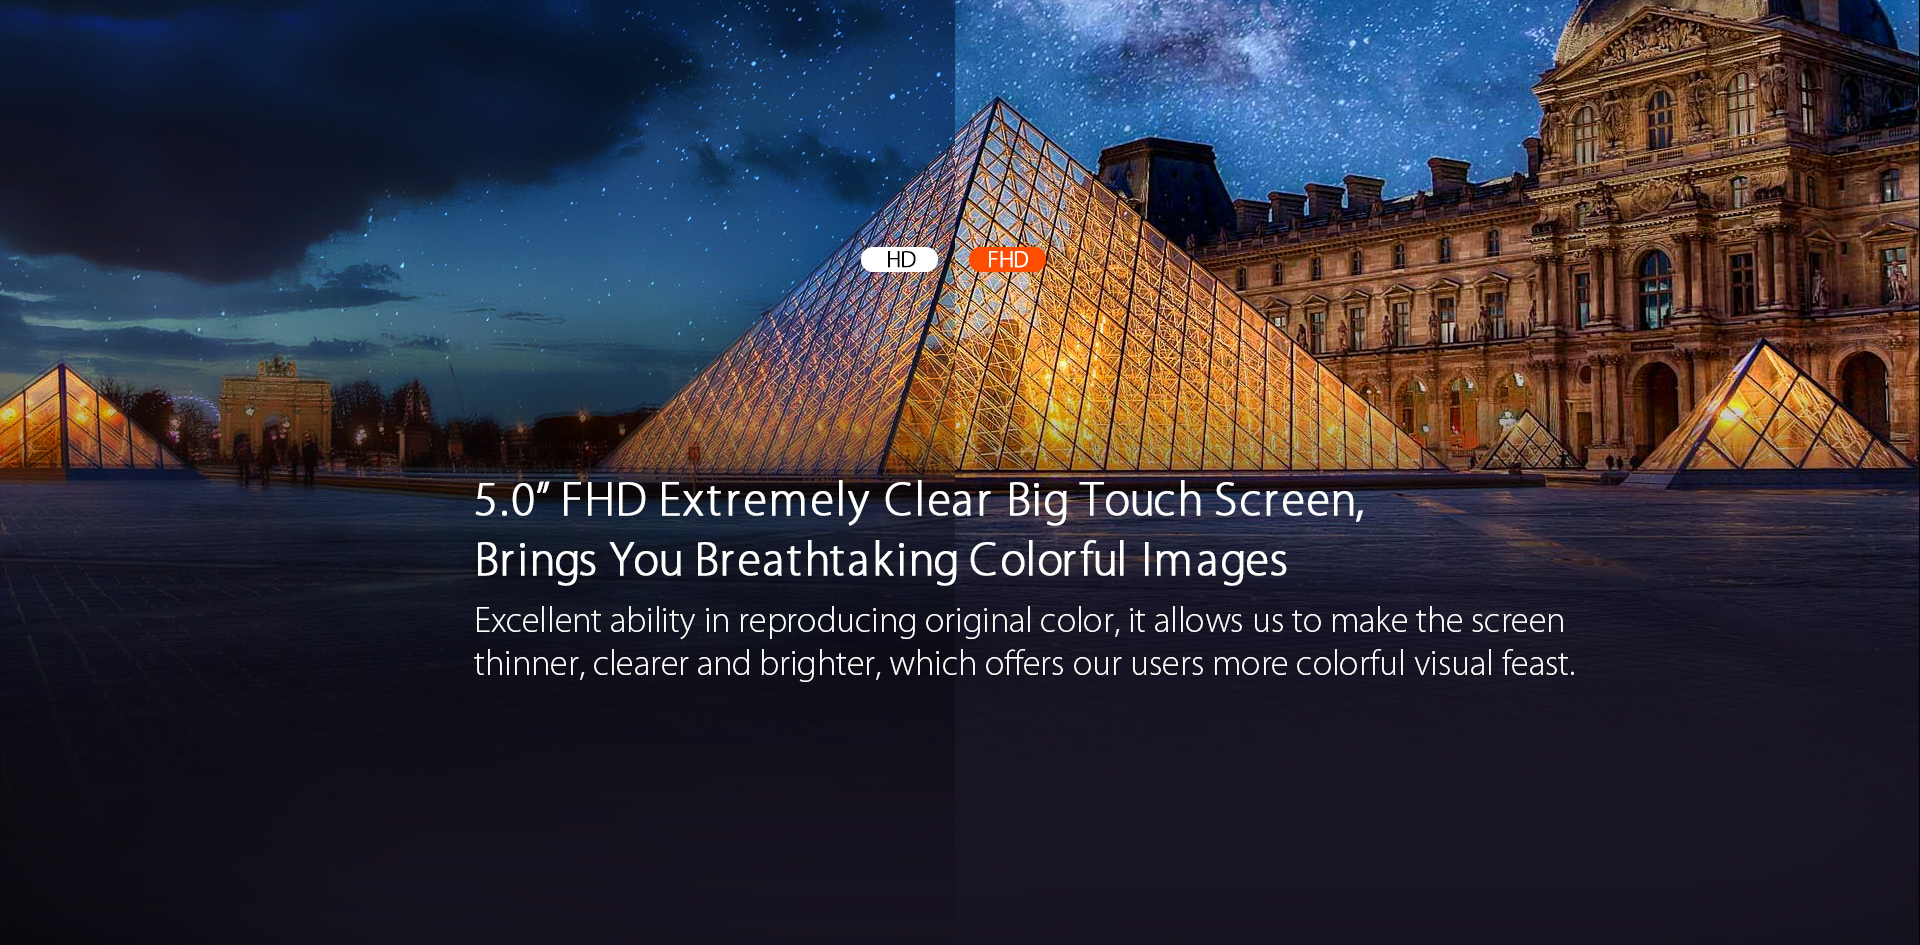 HD FHD
5.0″ FHD Extremely Clear Big Touch Screen,
Brings You Breathtaking Colorful Images
Excellent ability in reproducing original color, it allows us to make the screen
thinner, clearer and brighter, which offers our users more colorful visual feast.